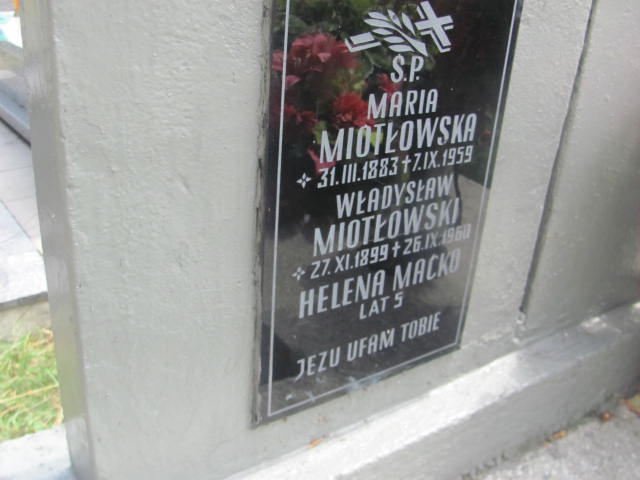 Ś.P.
MARIA
MIOTŁOWSKA
31.III.1883 + 7.IX.1959
WŁADYSŁAW
MIOTŁOWSKI
27.XI.1899 + 26.IX.1960
HELENA MAĆKO
LAT 5
JEZU UFAM TOBIE